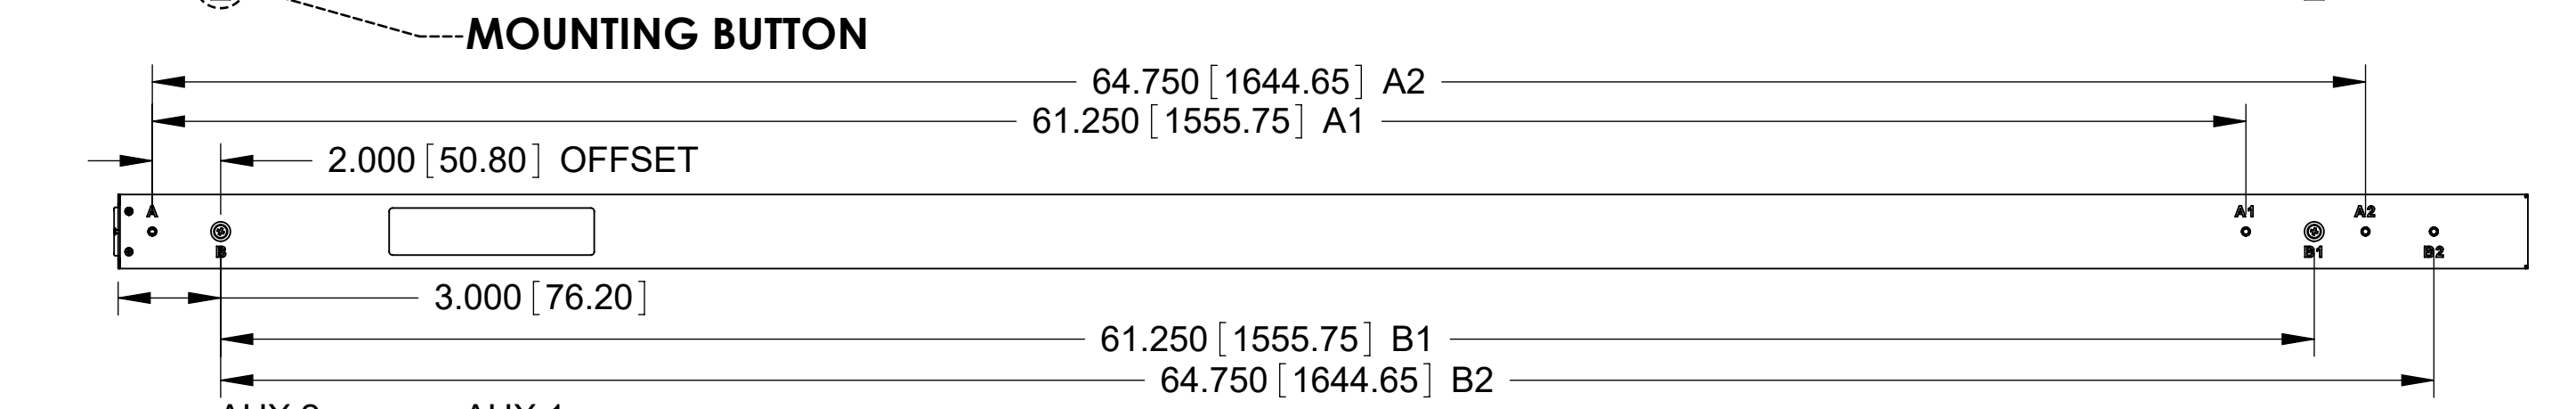 MOUNTING BUTTON
64.750 [1644.65] A2
61.250 [1555.75] A1
2.000 [50.80] OFFSET
A
A1
A2
B
B1
B2
3.000 [76.20]
61.250 [1555.75] B1
64.750 [1644.65] B2